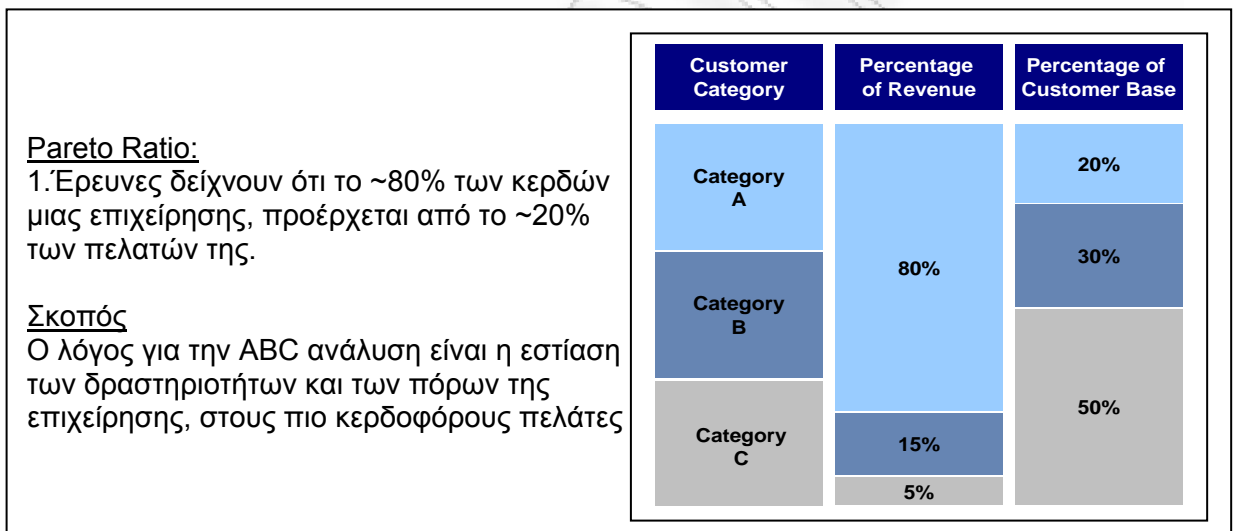 Pareto Ratio:
1.Έρευνες δείχνουν ότι το ~80% των κερδών
μιας επιχείρησης, προέρχεται από το ~20%
των πελατών της.
Σκοπός
Ο λόγος για την ABC ανάλυση είναι η εστίαση
των δραστηριοτήτων και των πόρων της
επιχείρησης, στους πιο κερδοφόρους πελάτες
Customer
Category
Percentage
of Revenue
Percentage of
Customer Base
Category
A
Category
B
Category
C
80%
15%
5%
20%
30%
50%